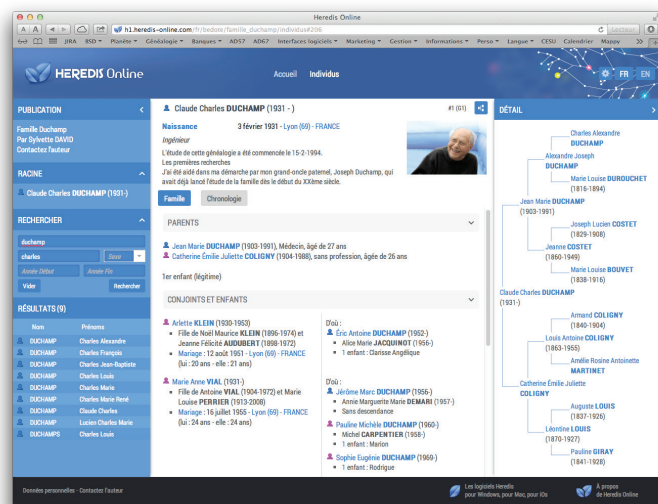 Heredis Online
h1.heredis-online.com/fr/bedote/famille_duchamp/individus#206
Lecteur
JIRA BSD Planète Généalogie Banques AD57 AD67 Interfaces logiciels Marketing Gestion Informations Perso Langue CESU Calendrier Mappy
HEREDIS Online
Accueil Individus
FR EN
PUBLICATION
Famille Duchamp
Par Sylvette DAVID
Contactez l'auteur
RACINE
Claude Charles DUCHAMP (1931-)
RECHERCHER
duchamp
charles
Sexe
Année Début Année Fin
Vider Rechercher
RÉSULTATS (9)
Nom Prénoms
DUCHAMP Charles Alexandre
DUCHAMP Charles François
DUCHAMP Charles Jean-Baptiste
DUCHAMP Charles Louis
DUCHAMP Charles Marie
DUCHAMP Charles Marie René
DUCHAMP Claude Charles
DUCHAMP Lucien Charles Marie
DUCHAMPS Charles Louis
Claude Charles DUCHAMP (1931 - )
#1 (G1)
Naissance 3 février 1931 - Lyon (69) - FRANCE
Ingénieur
L'étude de cette généalogie a été commencée le 15-2-1994.
Les premières recherches
J'ai été aidé dans ma démarche par mon grand-oncle paternel, Joseph Duchamp, qui
avait déjà lancé l'étude de la famille dès le début du XXème siècle.
Famille Chronologie
PARENTS
Jean Marie DUCHAMP (1903-1991), Médecin, âgé de 27 ans
Catherine Émilie Juliette COLIGNY (1904-1988), sans profession, âgée de 26 ans
1er enfant (légitime)
CONJOINTS ET ENFANTS
Arlette KLEIN (1930-1953)
Fille de Noël Maurice KLEIN (1896-1974) et
Jeanne Félicité AUDUBERT (1898-1972)
Mariage : 12 août 1951 - Lyon (69) - FRANCE
(lui : 20 ans - elle : 21 ans)
D'où :
Éric Antoine DUCHAMP (1952-)
Alice Marie JACQUINOT (1956-)
1 enfant : Clarisse Angélique
Marie Anne VIAL (1931-)
Fille de Antoine VIAL (1904-1972) et Marie
Louise PERRIER (1913-2008)
Mariage : 16 juillet 1955 - Lyon (69) - FRANCE
(lui : 24 ans - elle : 24 ans)
D'où :
Jérôme Marc DUCHAMP (1956-)
Annie Marguerite Marie DEMARI (1957-)
Sans descendance
Pauline Michèle DUCHAMP (1960-)
Michel CARPENTIER (1958-)
1 enfant : Marion
Sophie Eugénie DUCHAMP (1969-)
1 enfant : Rodrigue
DÉTAIL
Charles Alexandre
DUCHAMP
Alexandre Joseph
DUCHAMP
Marie Louise DUROUCHET
(1816-1894)
Jean Marie DUCHAMP
(1903-1991)
Joseph Lucien COSTET
(1829-1908)
Jeanne COSTET
(1860-1949)
Marie Louise BOUVET
(1838-1916)
Claude Charles DUCHAMP
(1931-)
Armand COLIGNY
(1840-1904)
Louis Antoine COLIGNY
(1863-1955)
Amélie Rosine Antoinette
MARTINET
Catherine Émilie Juliette
COLIGNY
Auguste LOUIS
(1837-1926)
Léontine LOUIS
(1870-1927)
Pauline GIRAY
(1841-1928)
Données personnelles - Contactez l'auteur
Les logiciels Heredis
pour Windows, pour Mac, pour iOs
À propos
de Heredis Online